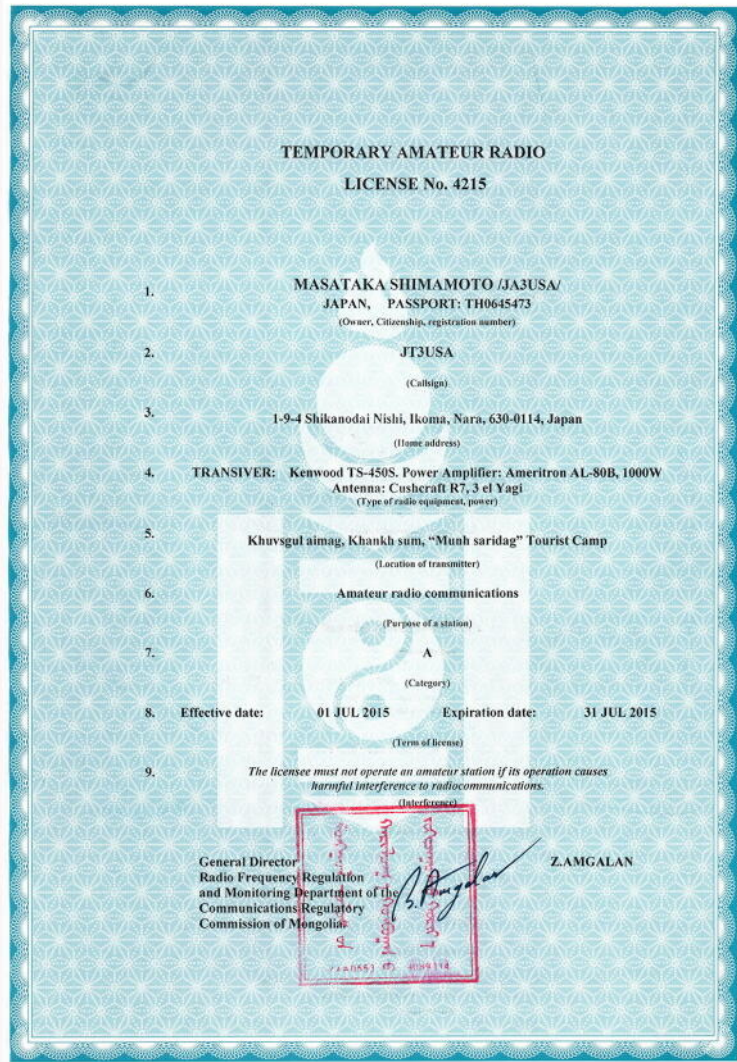 TEMPORARY AMATEUR RADIO
LICENSE No. 4215
1. MASATAKA SHIMAMOTO /JA3USA/
JAPAN, PASSPORT: TH0645473
(Owner, Citizenship, registration number)
2. JT3USA
(Callsign)
3. 1-9-4 Shikanodai Nishi, Ikoma, Nara, 630-0114, Japan
(Home address)
4. TRANSIVER: Kenwood TS-450S. Power Amplifier: Ameritron AL-80B, 1000W
Antenna: Cushcraft R7, 3 el Yagi
(Type of radio equipment, power)
5. Khuvsgul aimag, Khankh sum, “Munh saridag” Tourist Camp
(Location of transmitter)
6. Amateur radio communications
(Purpose of a station)
7. A
(Category)
8. Effective date: 01 JUL 2015 Expiration date: 31 JUL 2015
(Term of license)
9. The licensee must not operate an amateur station if its operation causes
harmful interference to radiocommunications.
(Interference)
General Director
Radio Frequency Regulation
and Monitoring Department of the
Communications Regulatory
Commission of Mongolia:
Z.AMGALAN